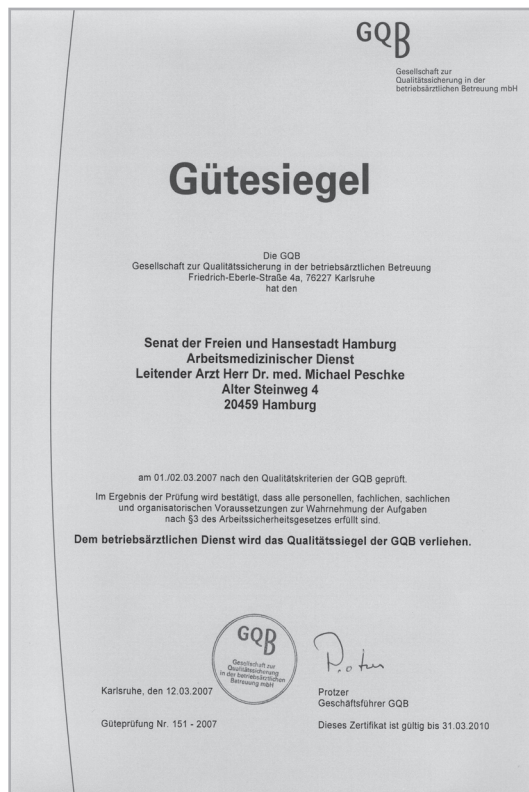 GQB
Gesellschaft zur
Qualitätssicherung in der
betriebsärztlichen Betreuung mbH
Gütesiegel
Die GQB
Gesellschaft zur Qualitätssicherung in der betriebsärztlichen Betreuung
Friedrich-Eberle-Straße 4a, 76227 Karlsruhe
hat den
Senat der Freien und Hansestadt Hamburg
Arbeitsmedizinischer Dienst
Leitender Arzt Herr Dr. med. Michael Peschke
Alter Steinweg 4
20459 Hamburg
am 01./02.03.2007 nach den Qualitätskriterien der GQB geprüft.
Im Ergebnis der Prüfung wird bestätigt, dass alle personellen, fachlichen, sachlichen
und organisatorischen Voraussetzungen zur Wahrnehmung der Aufgaben
nach §3 des Arbeitssicherheitsgesetzes erfüllt sind.
Dem betriebsärztlichen Dienst wird das Qualitätssiegel der GQB verliehen.
GQB
Gesellschaft zur
Qualitätssicherung
in der betriebsärztlichen
Betreuung mbH
Karlsruhe, den 12.03.2007
Protzer
Geschäftsführer GQB
Güteprüfung Nr. 151 - 2007
Dieses Zertifikat ist gültig bis 31.03.2010